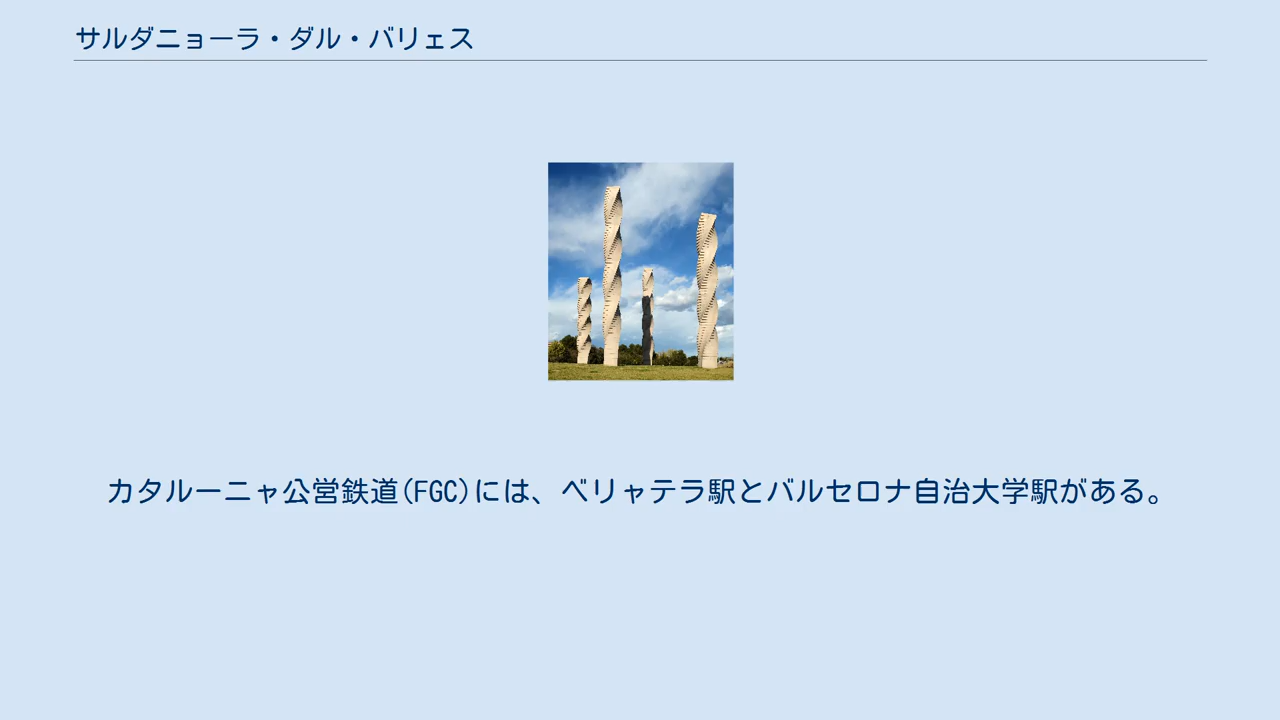 サルダニョーラ・ダル・バリェス
カタルーニャ公営鉄道(FGC)には、ベリャテラ駅とバルセロナ自治大学駅がある。